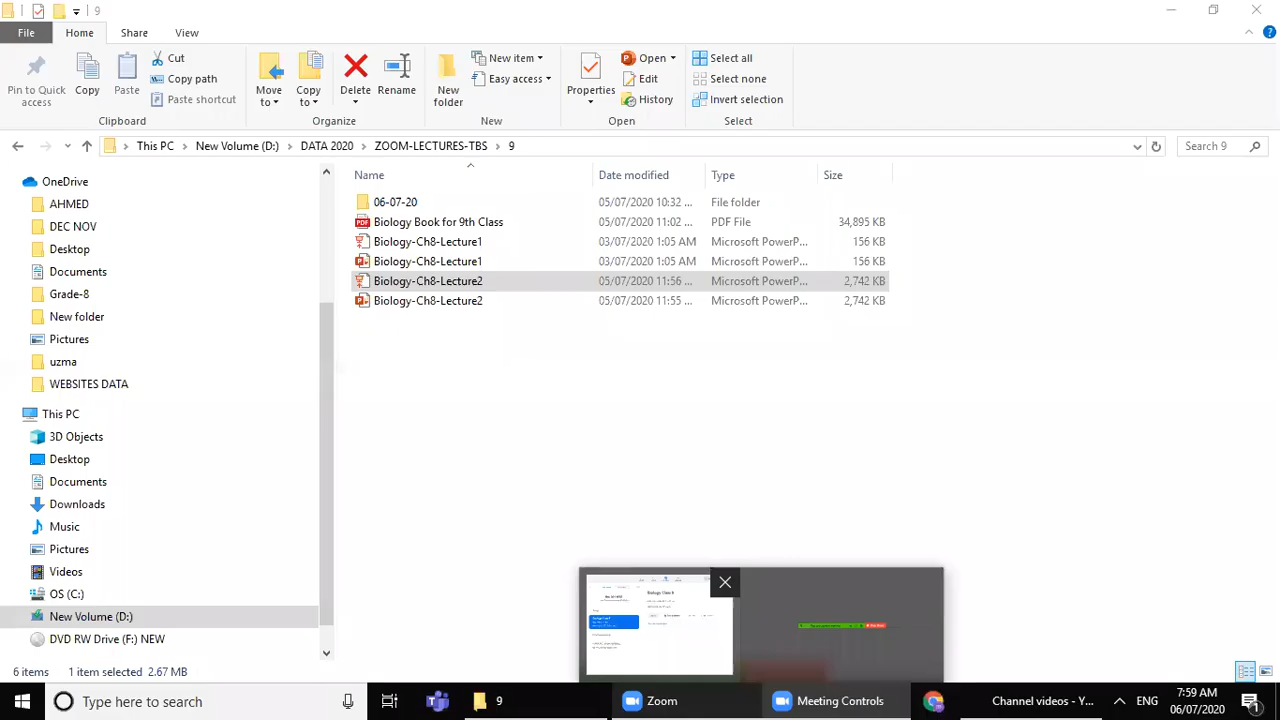 9
File Home Share View
Pin to Quick access
Copy
Paste
Cut
Copy path
Paste shortcut
Clipboard
Move to
Copy to
Delete
Rename
Organize
New folder
New item
Easy access
New
Properties
Open
Edit
History
Open
Select all
Select none
Invert selection
Select
This PC New Volume (D:) DATA 2020 ZOOM-LECTURES-TBS 9
Search 9
Name Date modified Type Size
06-07-20 05/07/2020 10:32 ... File folder
Biology Book for 9th Class 05/07/2020 11:02 ... PDF File 34,895 KB
Biology-Ch8-Lecture1 03/07/2020 1:05 AM Microsoft PowerP... 156 KB
Biology-Ch8-Lecture1 03/07/2020 1:05 AM Microsoft PowerP... 156 KB
Biology-Ch8-Lecture2 05/07/2020 11:56 ... Microsoft PowerP... 2,742 KB
Biology-Ch8-Lecture2 05/07/2020 11:55 ... Microsoft PowerP... 2,742 KB
OneDrive
AHMED
DEC NOV
Desktop
Documents
Grade-8
New folder
Pictures
uzma
WEBSITES DATA
This PC
3D Objects
Desktop
Documents
Downloads
Music
Pictures
Videos
OS (C:)
New Volume (D:)
DVD RW Drive (F:) NEW
6 items 1 item selected 2.67 MB
Type here to search
9
Zoom
Meeting Controls
Channel videos - Y...
ENG
7:59 AM
06/07/2020
1